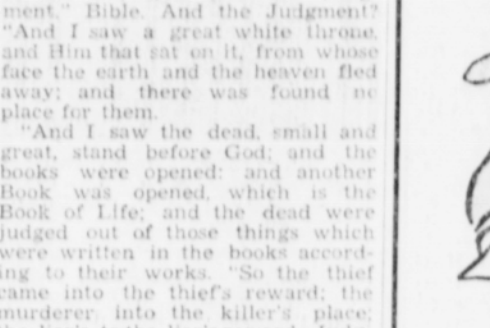 ment." Bible. And the Judgment?
"And I saw a great white throne,
and Him that sat on it, from whose
face the earth and the heaven fled
away; and there was found no
place for them.
"And I saw the dead, small and
great, stand before God; and the
books were opened: and another
Book was opened, which is the
Book of Life; and the dead were
judged out of those things which
were written in the books accord-
ing to their works. "So the thief
came into the thief's reward; the
murderer into the killer's place;